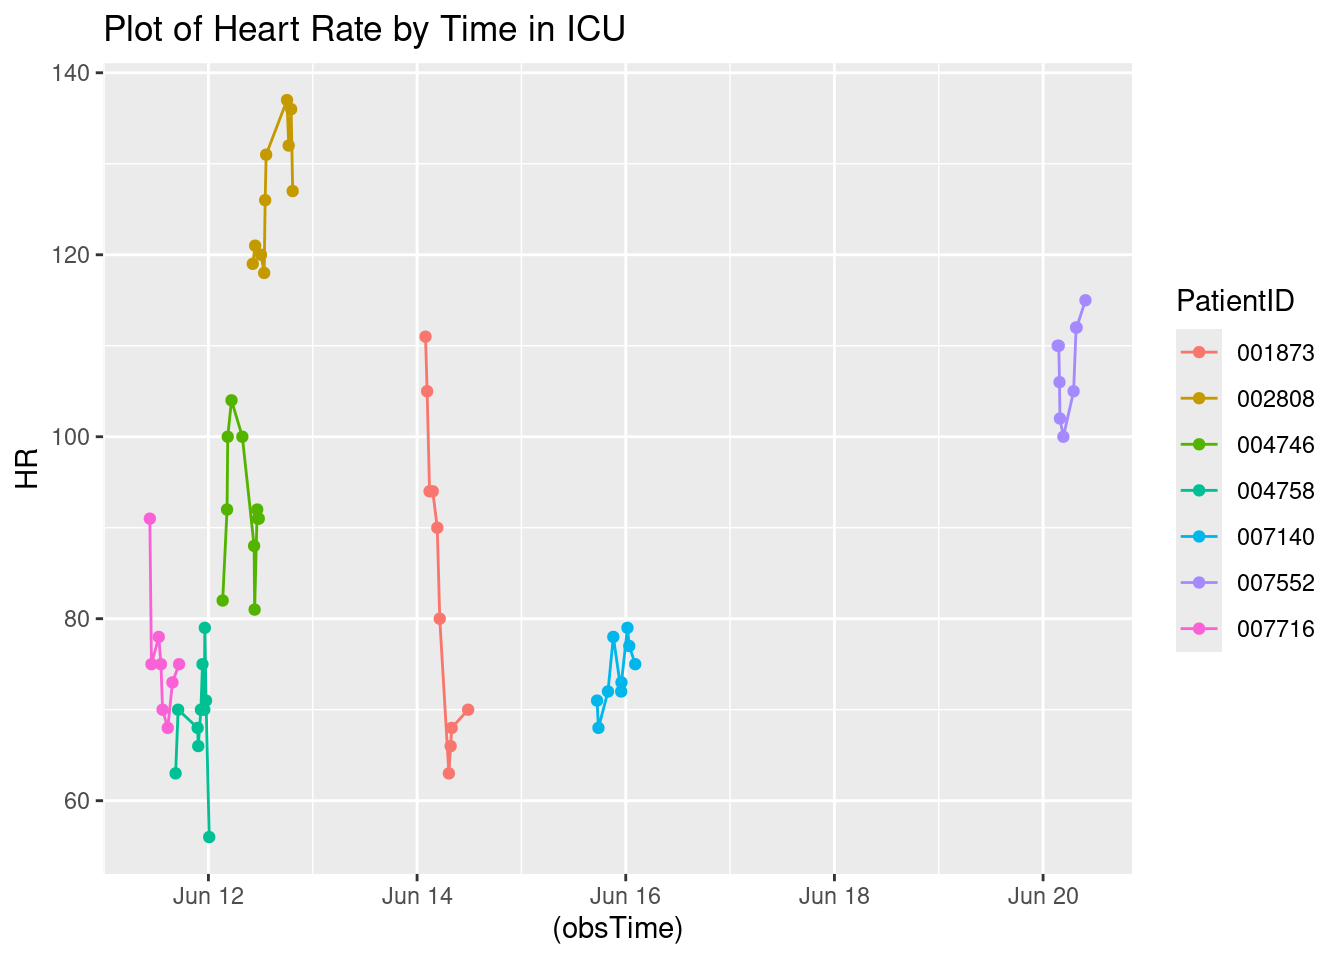 Plot of Heart Rate by Time in ICU
140
120
100
80
60
HR
Jun 12
Jun 14
Jun 16
Jun 18
Jun 20
(obsTime)
PatientID
001873
002808
004746
004758
007140
007552
007716